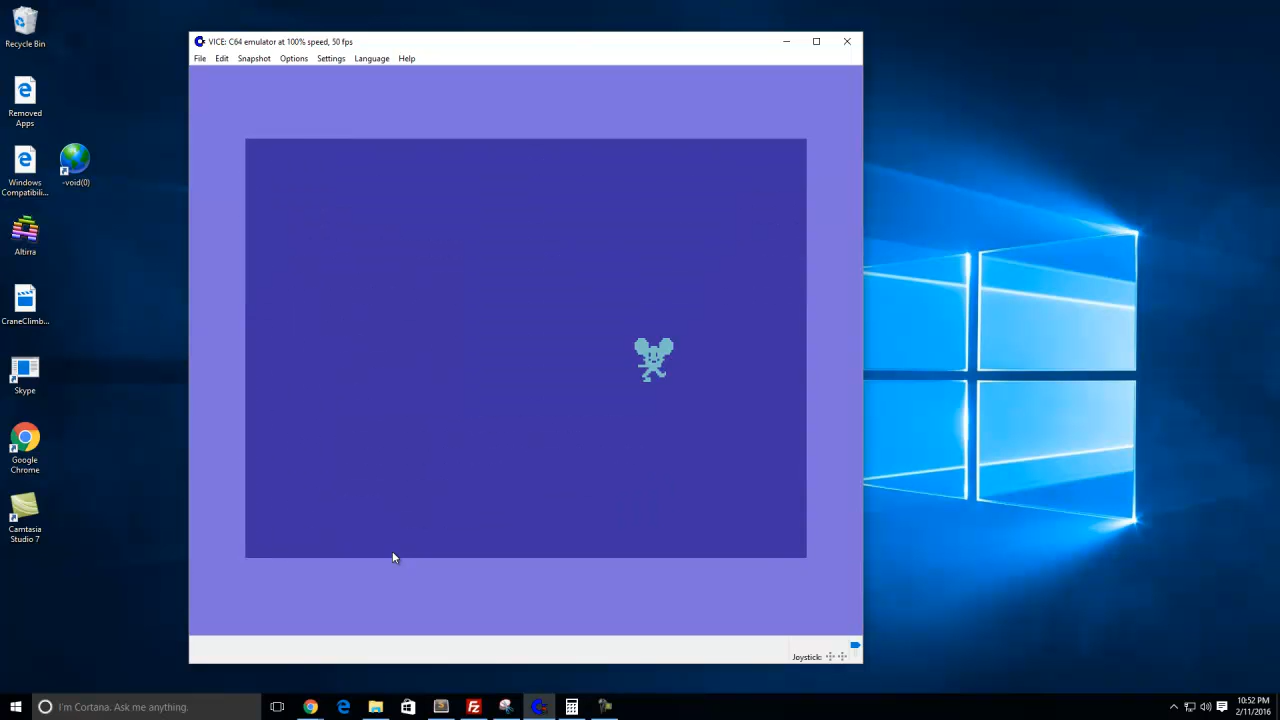 Recycle Bin
Removed
Apps
Windows
Compatibili...
-void(0)
Altirra
CraneClimb...
Skype
Google
Chrome
Camtasia
Studio 7
VICE: C64 emulator at 100% speed, 50 fps
File Edit Snapshot Options Settings Language Help
Joystick:
I'm Cortana. Ask me anything.
10:52 PM
2/11/2016